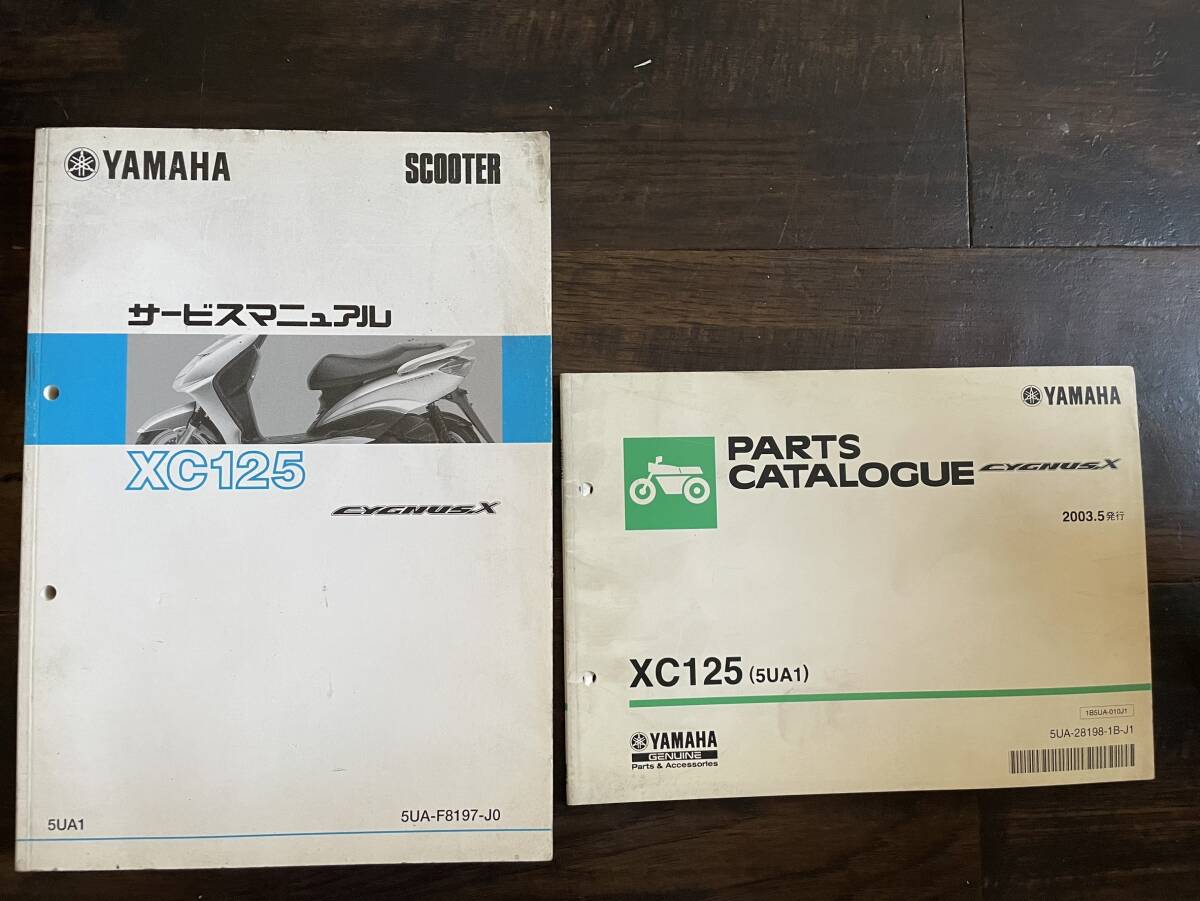 YAMAHA SCOOTER
サービスマニュアル
XC125
CYGNUS,X
5UA1 5UA-F8197-J0
YAMAHA
PARTS
CATALOGUE CYGNUS,X
2003.5発行
XC125 (5UA1)
1B5UA-010J1
5UA-28198-1B-J1
YAMAHA
GENUINE
Parts & Accessories